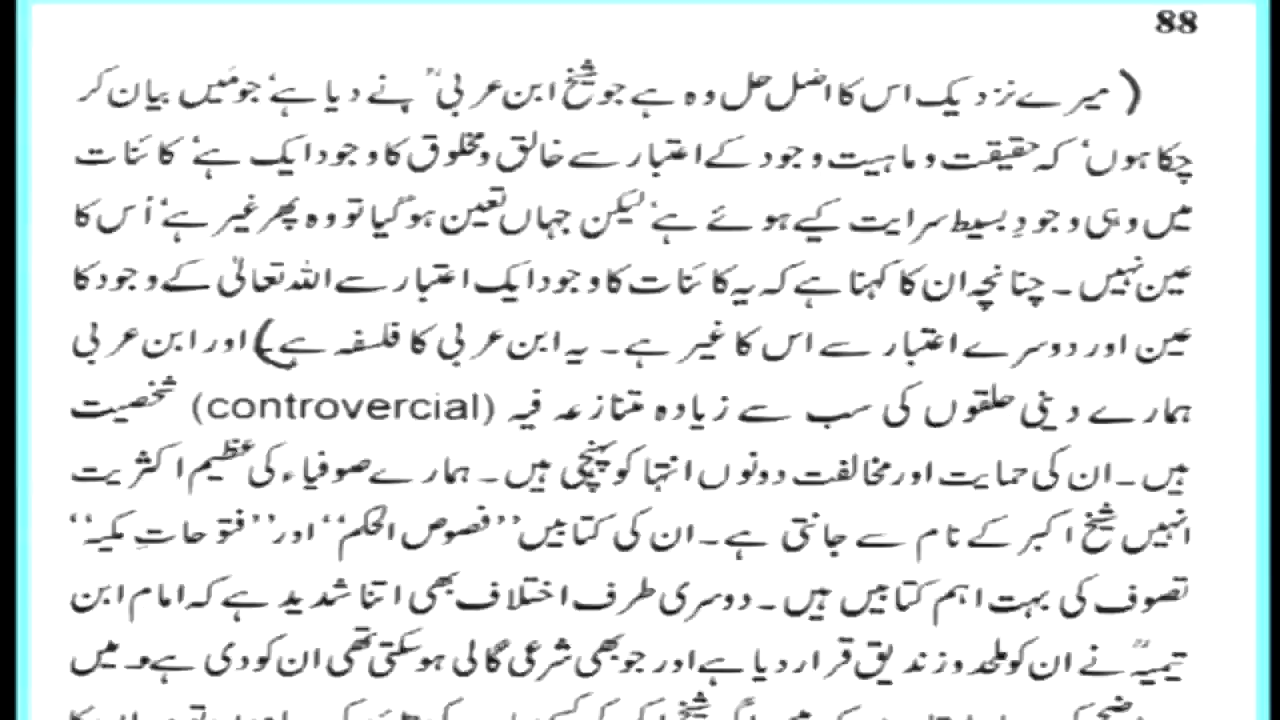 88
( میرے نزدیک اس کا اصل حل وہ ہے جو شیخ ابن عربیؒ نے دیا ہے‘ جو مَیں بیان کر
چکا ہوں‘ کہ حقیقت و ماہیت وجود کے اعتبار سے خالق و مخلوق کا وجود ایک ہے‘ کائنات
میں وہی وجودِ بسیط سرایت کیے ہوئے ہے‘ لیکن جہاں تعین ہو گیا تو وہ پھر غیر ہے‘ اُس کا
عین نہیں۔ چنانچہ ان کا کہنا ہے کہ یہ کائنات کا وجود ایک اعتبار سے اللہ تعالیٰ کے وجود کا
عین اور دوسرے اعتبار سے اس کا غیر ہے۔ یہ ابن عربی کا فلسفہ ہے) اور ابن عربی
ہمارے دینی حلقوں کی سب سے زیادہ متنازعہ فیہ (controvercial) شخصیت
ہیں۔ ان کی حمایت اور مخالفت دونوں انتہا کو پہنچی ہیں۔ ہمارے صوفیاء کی عظیم اکثریت
انہیں شیخ اکبر کے نام سے جانتی ہے۔ ان کی کتابیں ’’فصوص الحکم‘‘ اور ’’فتوحاتِ مکیہ‘‘
تصوف کی بہت اہم کتابیں ہیں۔ دوسری طرف اختلاف بھی اتنا شدید ہے کہ امام ابن
تیمیہؒ نے ان کو ملحد و زندیق قرار دیا ہے اور جو بھی شرعی گالی ہو سکتی تھی ان کو دی ہے۔ میں